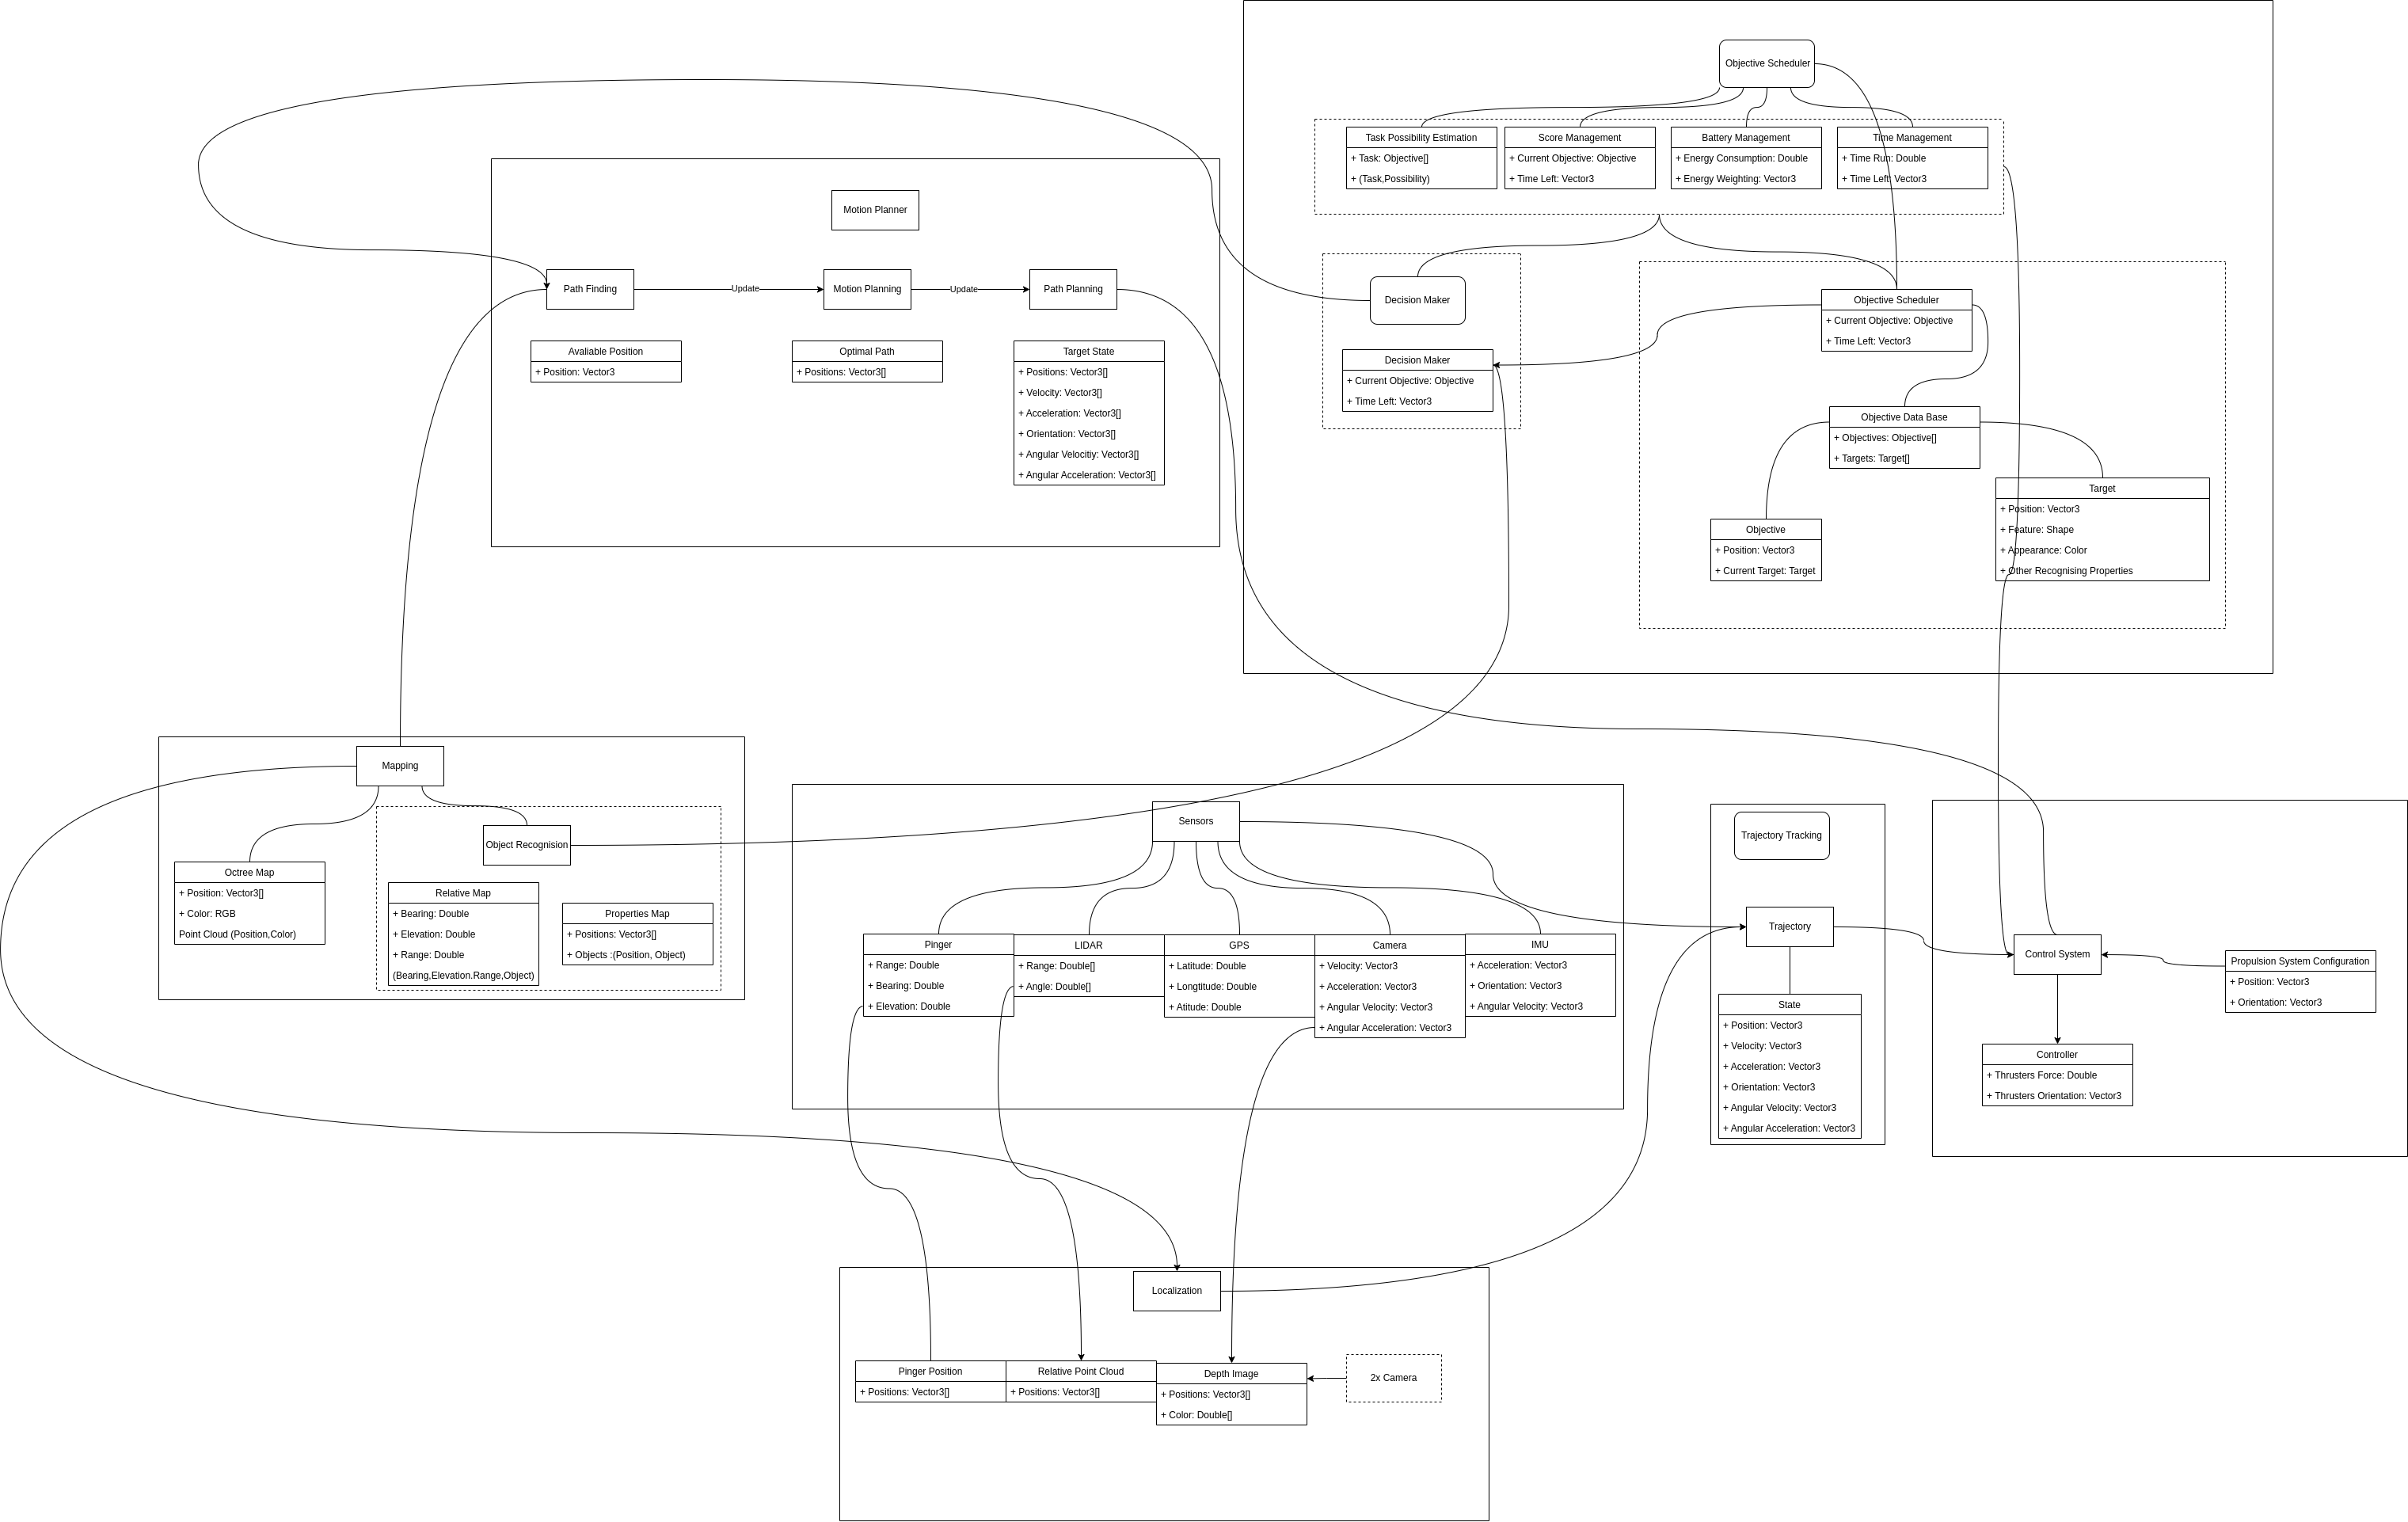 Objective Scheduler
Task Possibility Estimation
+ Task: Objective[]
+ (Task,Possibility)
Score Management
+ Current Objective: Objective
+ Time Left: Vector3
Battery Management
+ Energy Consumption: Double
+ Energy Weighting: Vector3
Time Management
+ Time Run: Double
+ Time Left: Vector3
Motion Planner
Path Finding
Update
Motion Planning
Update
Path Planning
Avaliable Position
+ Position: Vector3
Optimal Path
+ Positions: Vector3[]
Target State
+ Positions: Vector3[]
+ Velocity: Vector3[]
+ Acceleration: Vector3[]
+ Orientation: Vector3[]
+ Angular Velocitiy: Vector3[]
+ Angular Acceleration: Vector3[]
Decision Maker
Decision Maker
+ Current Objective: Objective
+ Time Left: Vector3
Objective Scheduler
+ Current Objective: Objective
+ Time Left: Vector3
Objective Data Base
+ Objectives: Objective[]
+ Targets: Target[]
Objective
+ Position: Vector3
+ Current Target: Target
Target
+ Position: Vector3
+ Feature: Shape
+ Appearance: Color
+ Other Recognising Properties
Mapping
Object Recognision
Octree Map
+ Position: Vector3[]
+ Color: RGB
Point Cloud (Position,Color)
Relative Map
+ Bearing: Double
+ Elevation: Double
+ Range: Double
(Bearing,Elevation.Range,Object)
Properties Map
+ Positions: Vector3[]
+ Objects :(Position, Object)
Sensors
Pinger
+ Range: Double
+ Bearing: Double
+ Elevation: Double
LIDAR
+ Range: Double[]
+ Angle: Double[]
GPS
+ Latitude: Double
+ Longtitude: Double
+ Atitude: Double
Camera
+ Velocity: Vector3
+ Acceleration: Vector3
+ Angular Velocity: Vector3
+ Angular Acceleration: Vector3
IMU
+ Acceleration: Vector3
+ Orientation: Vector3
+ Angular Velocity: Vector3
Trajectory Tracking
Trajectory
State
+ Position: Vector3
+ Velocity: Vector3
+ Acceleration: Vector3
+ Orientation: Vector3
+ Angular Velocity: Vector3
+ Angular Acceleration: Vector3
Control System
Propulsion System Configuration
+ Position: Vector3
+ Orientation: Vector3
Controller
+ Thrusters Force: Double
+ Thrusters Orientation: Vector3
Localization
Pinger Position
+ Positions: Vector3[]
Relative Point Cloud
+ Positions: Vector3[]
Depth Image
+ Positions: Vector3[]
+ Color: Double[]
2x Camera